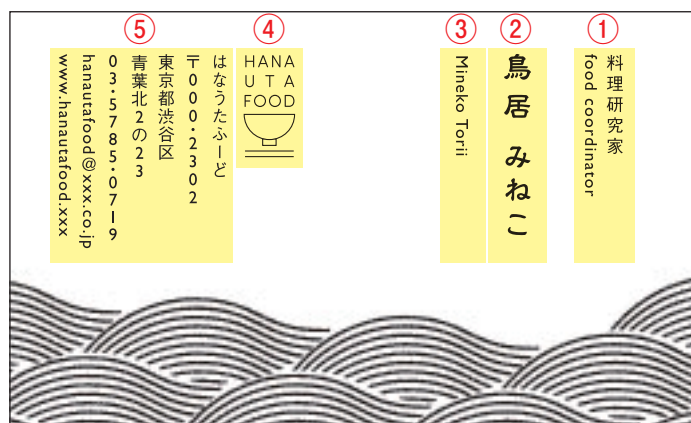 ①
料理研究家
food coordinator
②
鳥居 みねこ
③
Mineko Torii
④
HANA
UTA
FOOD
⑤
はなうたふーど
〒000・2302
東京都渋谷区
青葉北2の23
03・5785・0719
hanautafood@xxx.co.jp
www.hanautafood.xxx